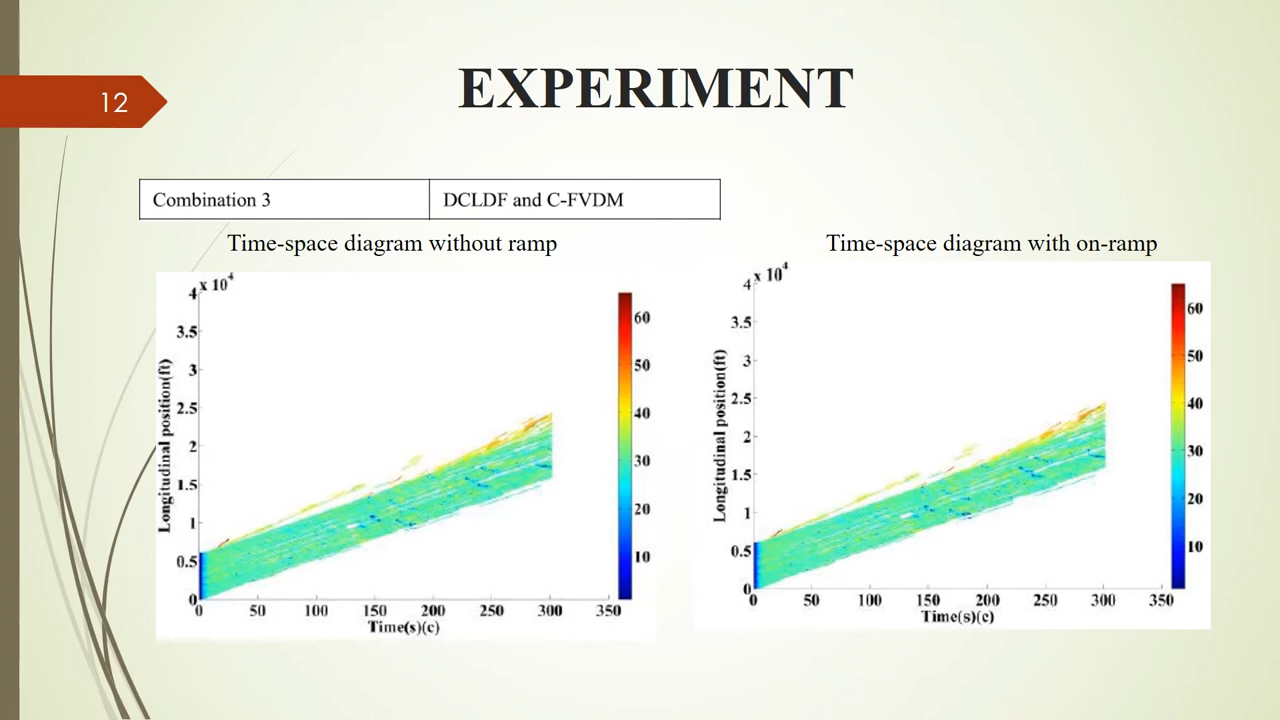 12
EXPERIMENT
Combination 3 DCLDF and C-FVDM
Time-space diagram without ramp
Time-space diagram with on-ramp
x 10^4
4
3.5
3
2.5
2
1.5
1
0.5
0
Longitudinal position(ft)
0 50 100 150 200 250 300 350
Time(s)(c)
60
50
40
30
20
10
x 10^4
4
3.5
3
2.5
2
1.5
1
0.5
0
Longitudinal position(ft)
0 50 100 150 200 250 300 350
Time(s)(c)
60
50
40
30
20
10